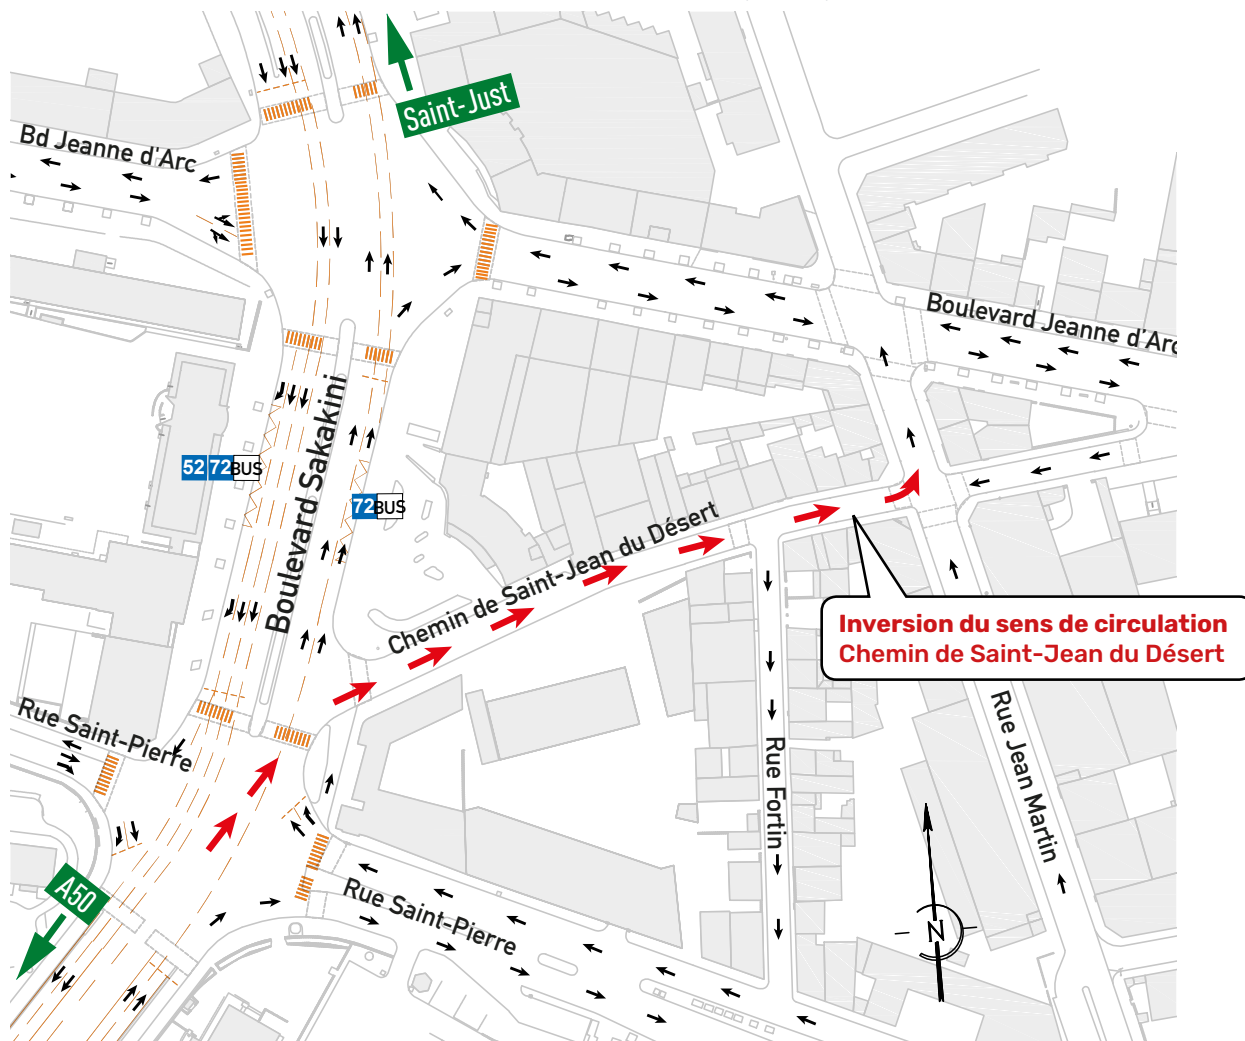 Saint-Just
Bd Jeanne d'Arc
Boulevard Jeanne d'Arc
Boulevard Sakakini
52 72 BUS
72 BUS
Chemin de Saint-Jean du Désert
Inversion du sens de circulation
Chemin de Saint-Jean du Désert
Rue Saint-Pierre
Rue Fortin
Rue Jean Martin
A50
Rue Saint-Pierre
N